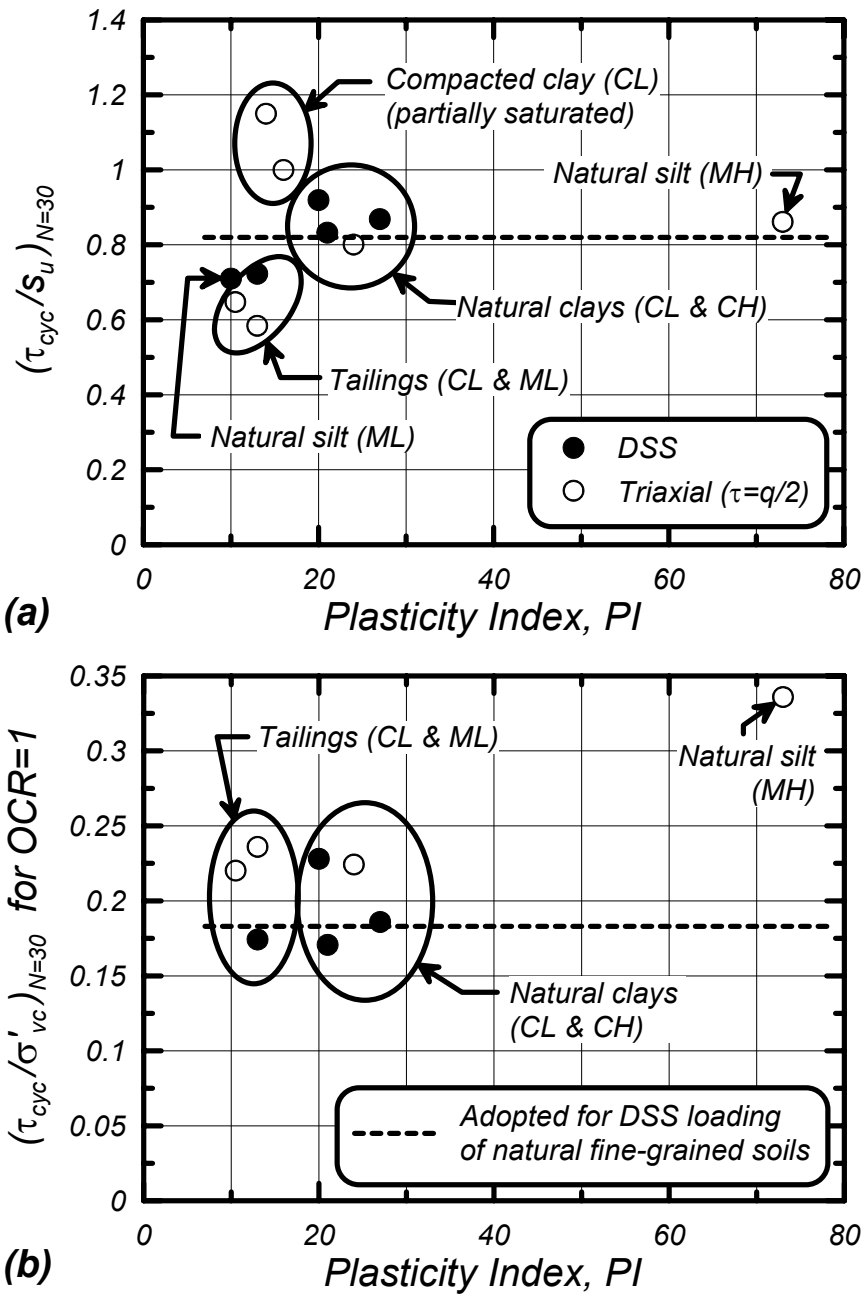 1.4
1.2
1
0.8
0.6
0.4
0.2
0
(τcyc/su)N=30
Compacted clay (CL)
(partially saturated)
Natural silt (MH)
Natural clays (CL & CH)
Tailings (CL & ML)
Natural silt (ML)
DSS
Triaxial (τ=q/2)
0 20 40 60 80
(a)
Plasticity Index, PI
0.35
0.3
0.25
0.2
0.15
0.1
0.05
0
(τcyc/σ'vc)N=30 for OCR=1
Tailings (CL & ML)
Natural silt
(MH)
Natural clays
(CL & CH)
Adopted for DSS loading
of natural fine-grained soils
0 20 40 60 80
(b)
Plasticity Index, PI